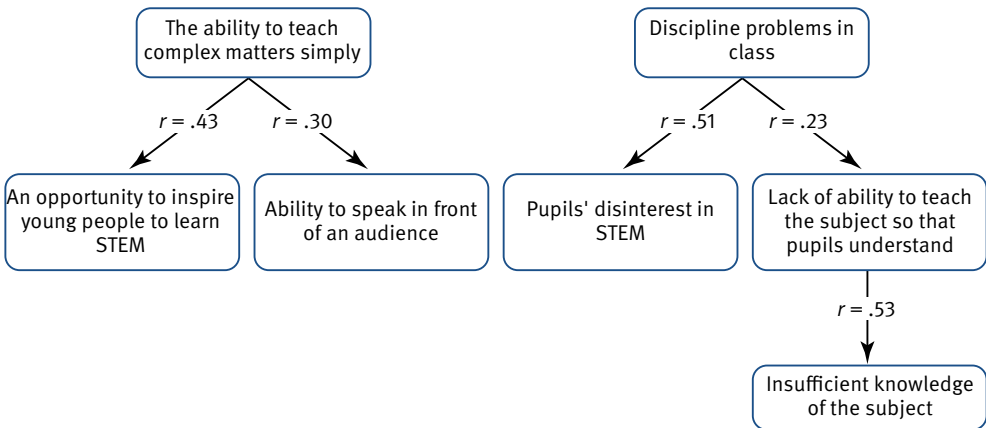 The ability to teach
complex matters simply
Discipline problems in
class
r = .43
r = .30
r = .51
r = .23
An opportunity to inspire
young people to learn
STEM
Ability to speak in front
of an audience
Pupils' disinterest in
STEM
Lack of ability to teach
the subject so that
pupils understand
r = .53
Insufficient knowledge
of the subject